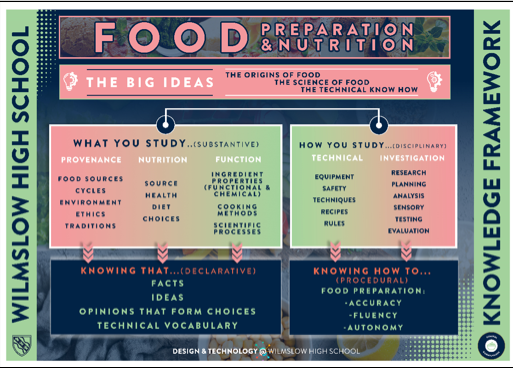 WILMSLOW HIGH SCHOOL
FOOD PREPARATION
&NUTRITION
THE BIG IDEAS
THE ORIGINS OF FOOD
THE SCIENCE OF FOOD
THE TECHNICAL KNOW HOW
WHAT YOU STUDY..(SUBSTANTIVE)
PROVENANCE
FOOD SOURCES
CYCLES
ENVIRONMENT
ETHICS
TRADITIONS
NUTRITION
SOURCE
HEALTH
DIET
CHOICES
FUNCTION
INGREDIENT
PROPERTIES
(FUNCTIONAL &
CHEMICAL)
COOKING
METHODS
SCIENTIFIC
PROCESSES
HOW YOU STUDY...(DISCIPLINARY)
TECHNICAL
EQUIPMENT
SAFETY
TECHNIQUES
RECIPES
RULES
INVESTIGATION
RESEARCH
PLANNING
ANALYSIS
SENSORY
TESTING
EVALUATION
KNOWING THAT...(DECLARATIVE)
FACTS
IDEAS
OPINIONS THAT FORM CHOICES
TECHNICAL VOCABULARY
KNOWING HOW TO...
(PROCEDURAL)
FOOD PREPARATION:
-ACCURACY
-FLUENCY
-AUTONOMY
DESIGN & TECHNOLOGY @ WILMSLOW HIGH SCHOOL
KNOWLEDGE FRAMEWORK